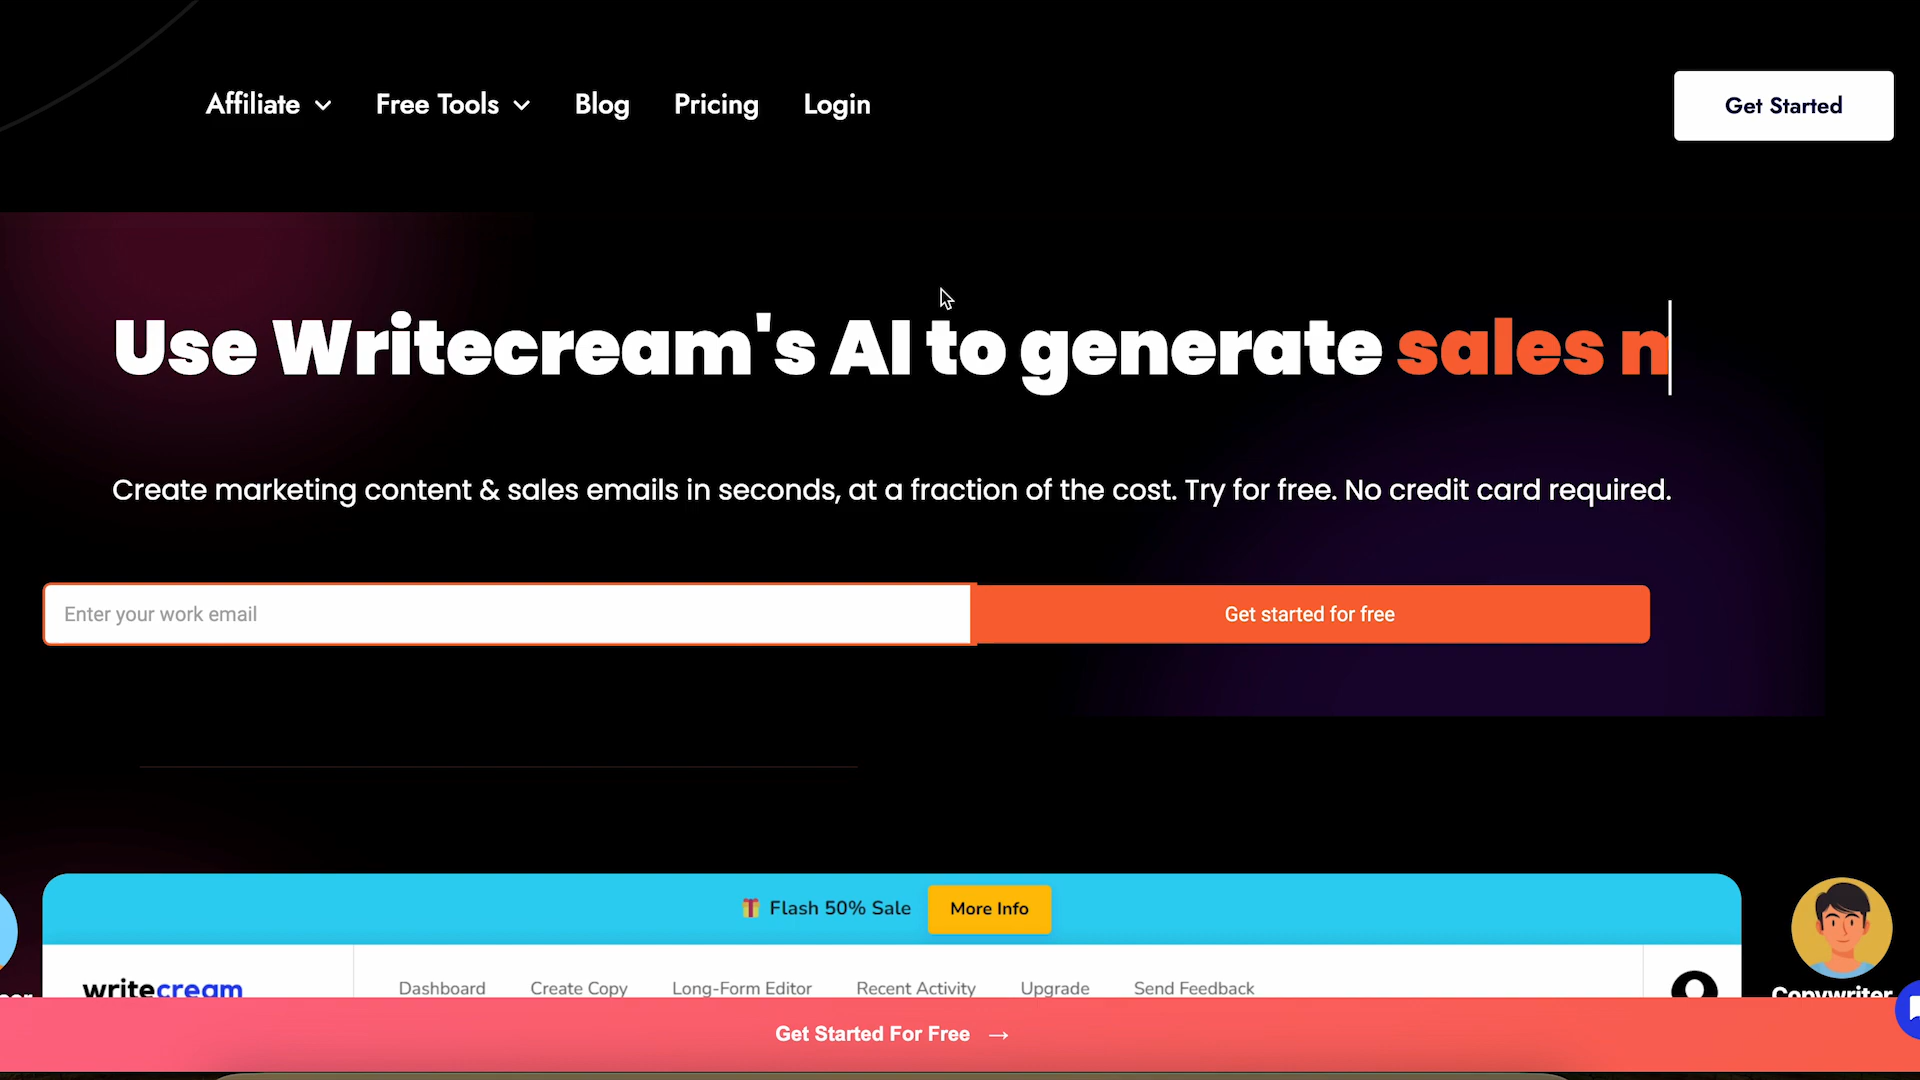 Affiliate Free Tools Blog Pricing Login
Get Started
Use Writecream's AI to generate sales
Create marketing content & sales emails in seconds, at a fraction of the cost. Try for free. No credit card required.
Enter your work email
Get started for free
Flash 50% Sale More Info
writecream Dashboard Create Copy Long-Form Editor Recent Activity Upgrade Send Feedback
Copywriter
Get Started For Free →